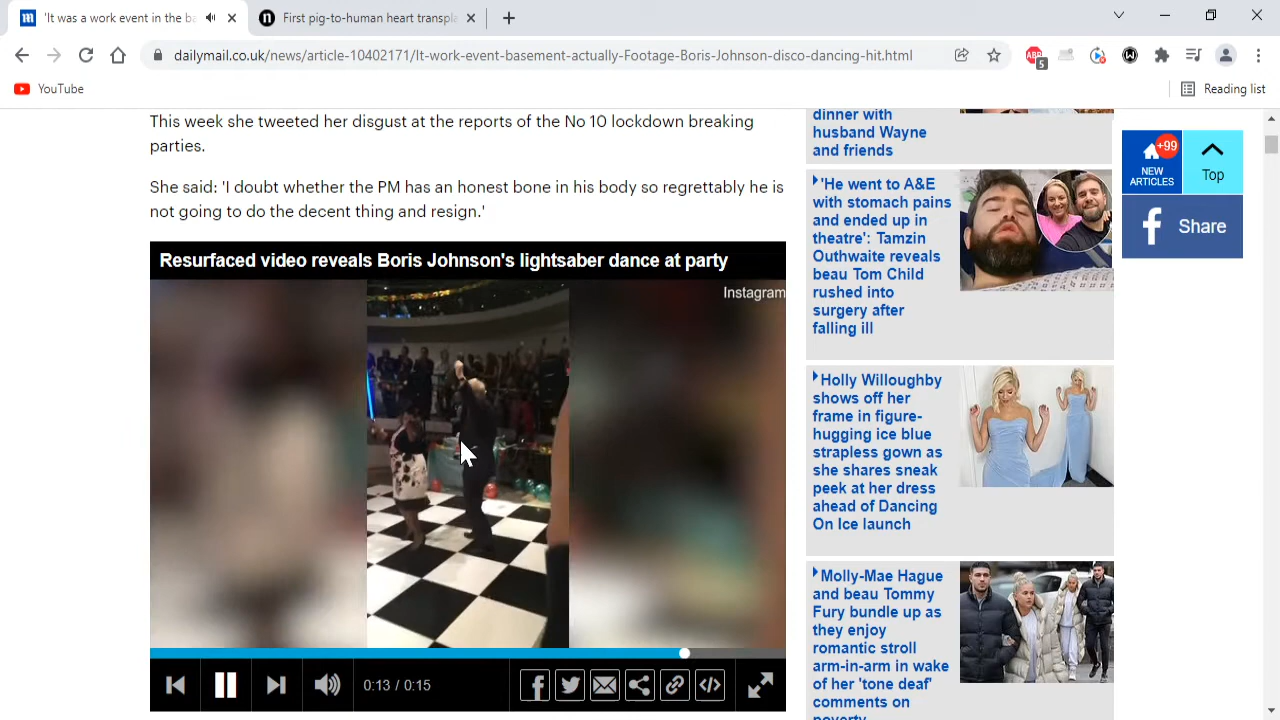 'It was a work event in the ba
First pig-to-human heart transpla
dailymail.co.uk/news/article-10402171/It-work-event-basement-actually-Footage-Boris-Johnson-disco-dancing-hit.html
ABP
5
YouTube
Reading list
This week she tweeted her disgust at the reports of the No 10 lockdown breaking
parties.
She said: 'I doubt whether the PM has an honest bone in his body so regrettably he is
not going to do the decent thing and resign.'
Resurfaced video reveals Boris Johnson's lightsaber dance at party
Instagram
0:13 / 0:15
dinner with
husband Wayne
and friends
'He went to A&E
with stomach pains
and ended up in
theatre': Tamzin
Outhwaite reveals
beau Tom Child
rushed into
surgery after
falling ill
Holly Willoughby
shows off her
frame in figure-
hugging ice blue
strapless gown as
she shares sneak
peek at her dress
ahead of Dancing
On Ice launch
Molly-Mae Hague
and beau Tommy
Fury bundle up as
they enjoy
romantic stroll
arm-in-arm in wake
of her 'tone deaf'
comments on
poverty
+99
NEW
ARTICLES
Top
Share